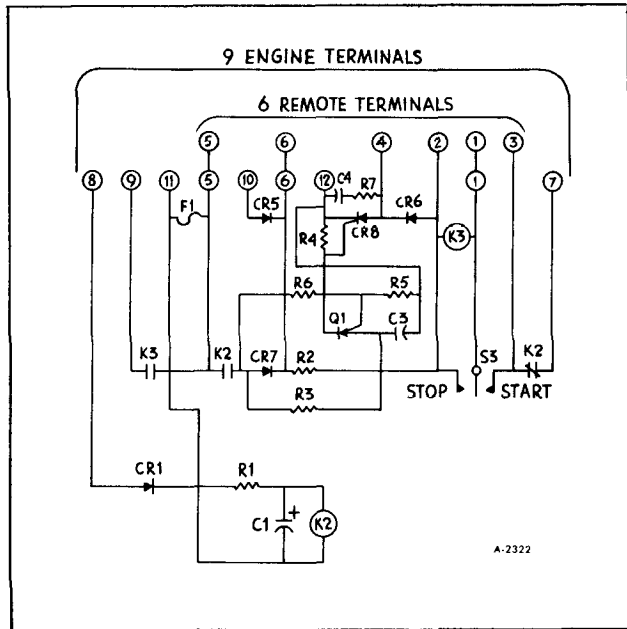 9 ENGINE TERMINALS
6 REMOTE TERMINALS
5 6 4 2 1 3
8 9 11 5 10 6 12 1 7
F1 CR5 C4 R7 CR8 CR6 K3
R4
R6 R5
Q1 C3
K3 K2 CR7 R2 S3 K2
R3 STOP START
CR1 R1
C1 + K2
A-2322